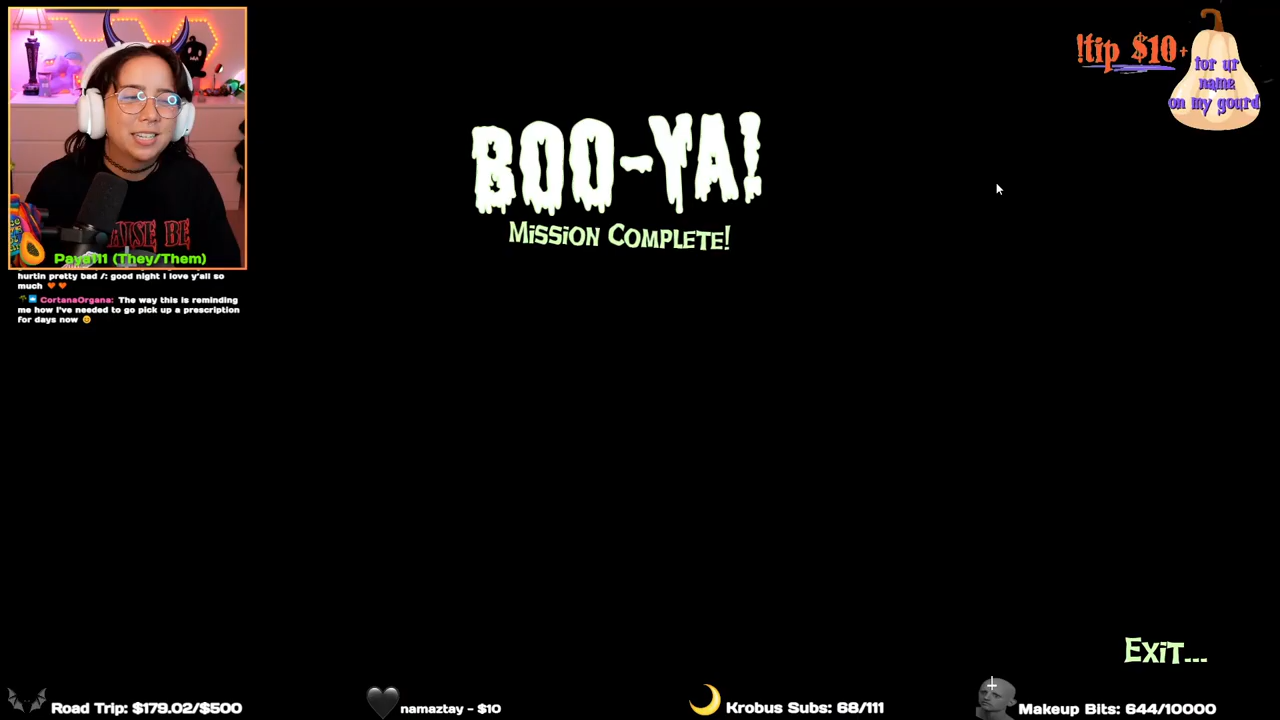 !tip $10+
for ur
name
on my gourd
BOO-YA!
Mission Complete!
AISE BE
Paya111 (They/Them)
hurtin pretty bad /: good night I love y'all so
much 🧡🧡
CortanaOrgana: The way this is reminding
me how I've needed to go pick up a prescription
for days now
Exit...
Road Trip: $179.02/$500
namaztay - $10
Krobus Subs: 68/111
Makeup Bits: 644/10000